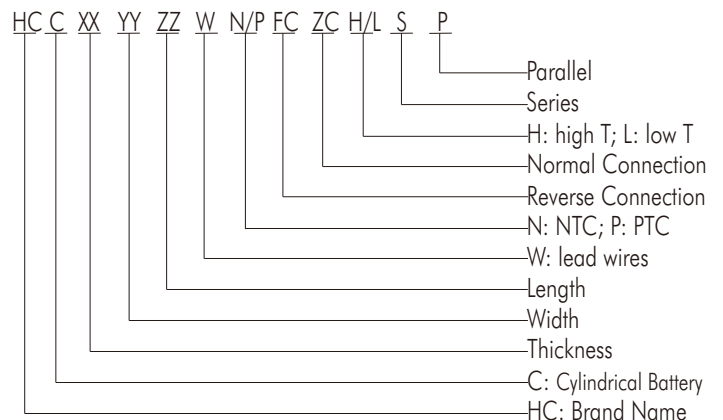 HC C XX YY ZZ W N/P FC ZC H/L S P
Parallel
Series
H: high T; L: low T
Normal Connection
Reverse Connection
N: NTC; P: PTC
W: lead wires
Length
Width
Thickness
C: Cylindrical Battery
HC: Brand Name